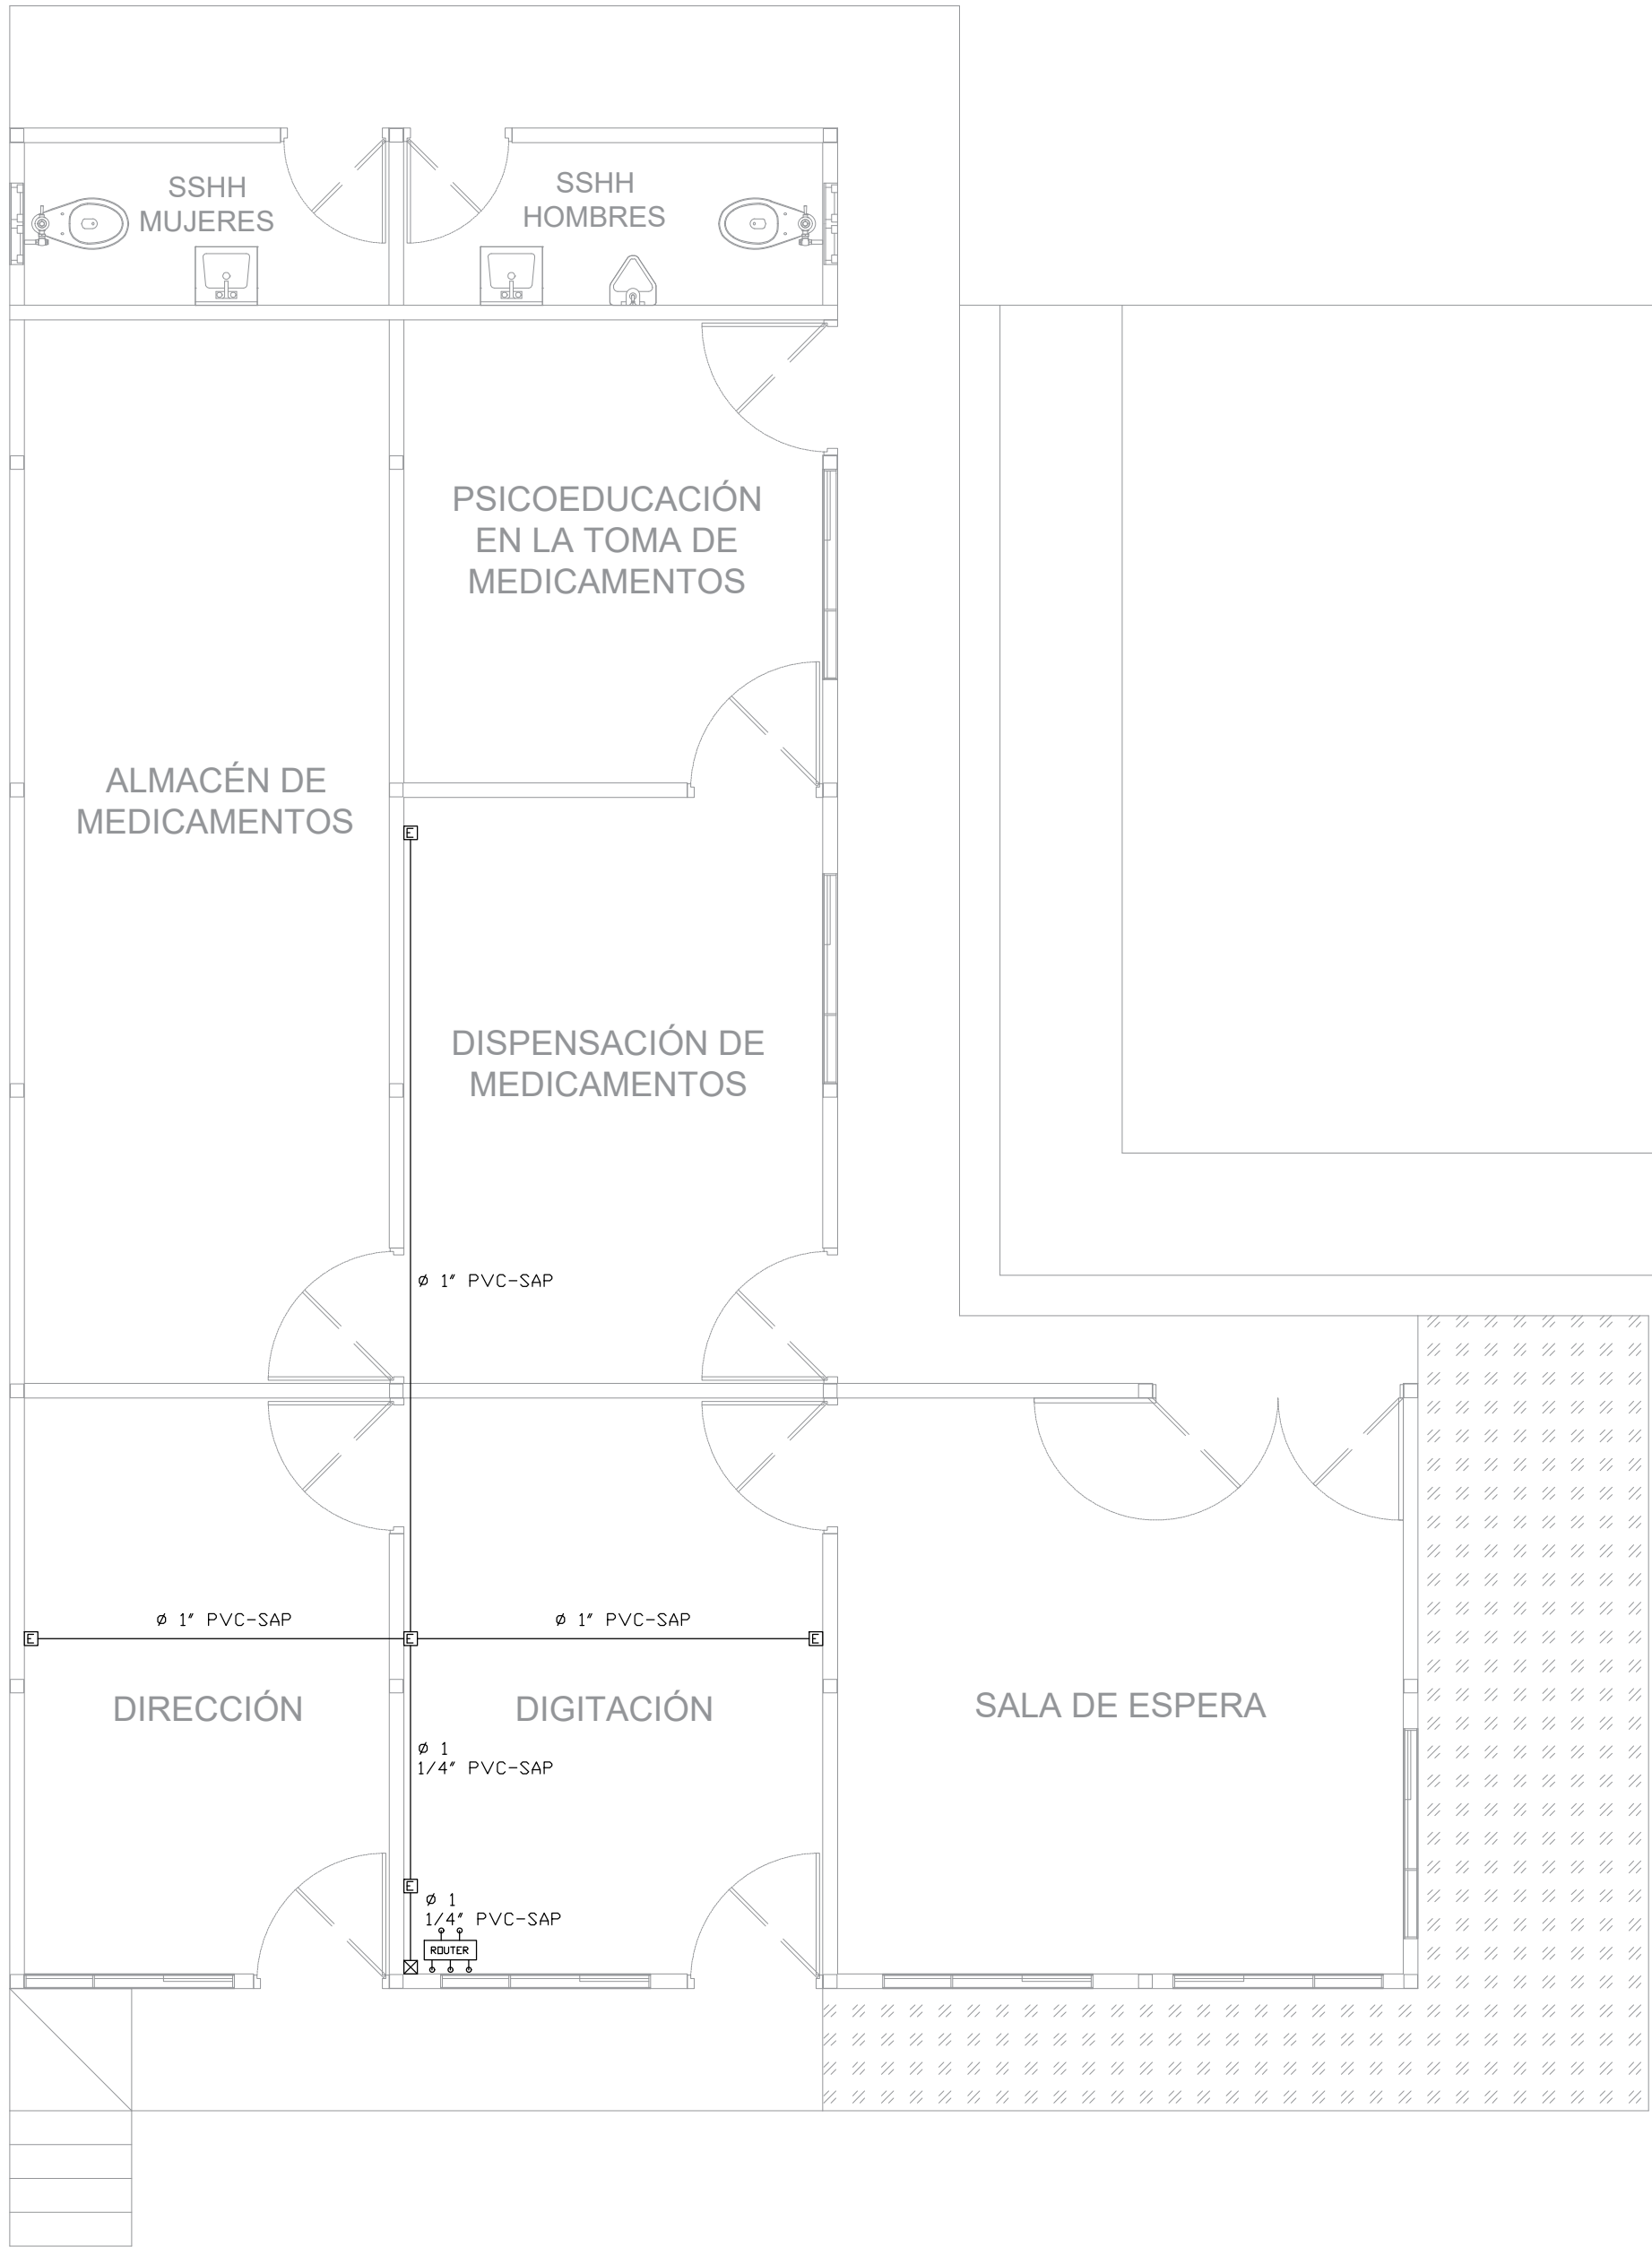 SSHH
MUJERES
SSHH
HOMBRES
PSICOEDUCACIÓN
EN LA TOMA DE
MEDICAMENTOS
ALMACÉN DE
MEDICAMENTOS
E
DISPENSACIÓN DE
MEDICAMENTOS
ø 1" PVC-SAP
ø 1" PVC-SAP
ø 1" PVC-SAP
E
E
E
DIRECCIÓN
DIGITACIÓN
SALA DE ESPERA
ø 1
1/4" PVC-SAP
E
ø 1
1/4" PVC-SAP
ROUTER